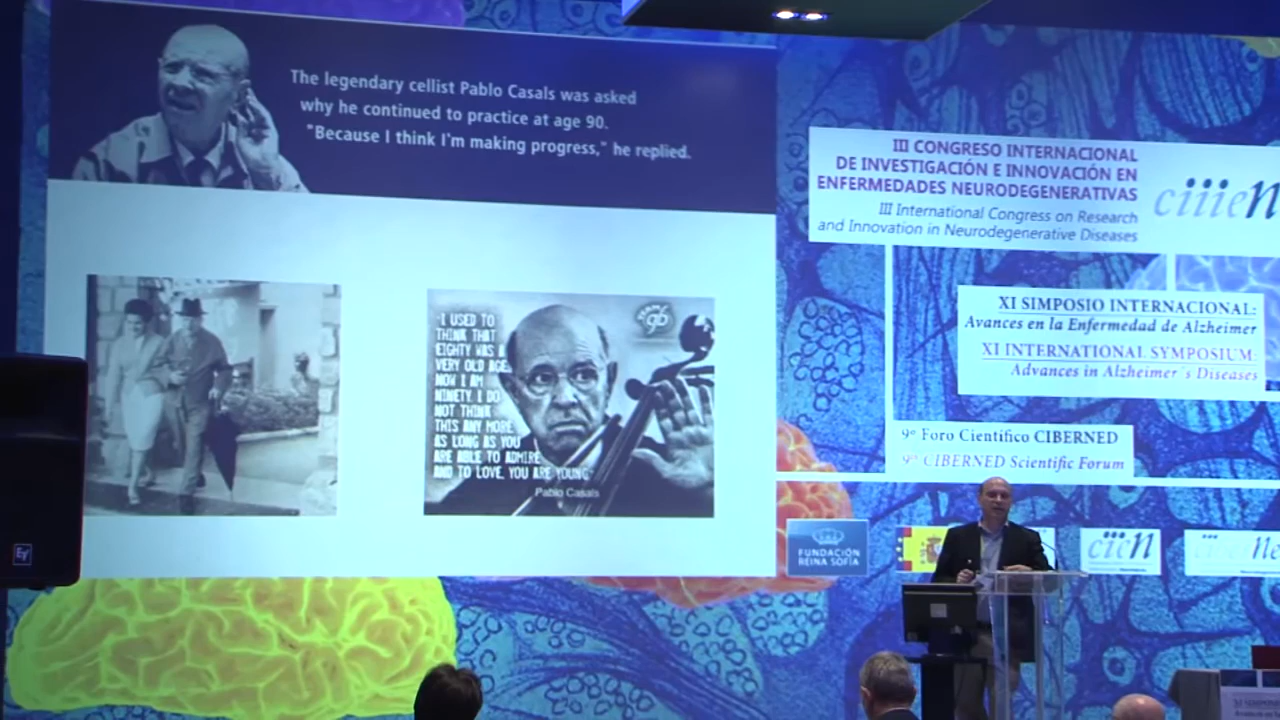 The legendary cellist Pablo Casals was asked
why he continued to practice at age 90.
"Because I think I'm making progress," he replied.
"I USED TO
THINK THAT
EIGHTY WAS A
VERY OLD AGE.
NOW I AM
NINETY. I DO
NOT THINK
THIS ANY MORE.
AS LONG AS YOU
ARE ABLE TO ADMIRE
AND TO LOVE, YOU ARE YOUNG."
Pablo Casals
96
III CONGRESO INTERNACIONAL
DE INVESTIGACIÓN E INNOVACIÓN EN
ENFERMEDADES NEURODEGENERATIVAS
III International Congress on Research
and Innovation in Neurodegenerative Diseases
ciiieN
XI SIMPOSIO INTERNACIONAL:
Avances en la Enfermedad de Alzheimer
XI INTERNATIONAL SYMPOSIUM:
Advances in Alzheimer´s Diseases
9º Foro Científico CIBERNED
9th CIBERNED Scientific Forum
FUNDACIÓN
REINA SOFÍA
ciiEN
EV